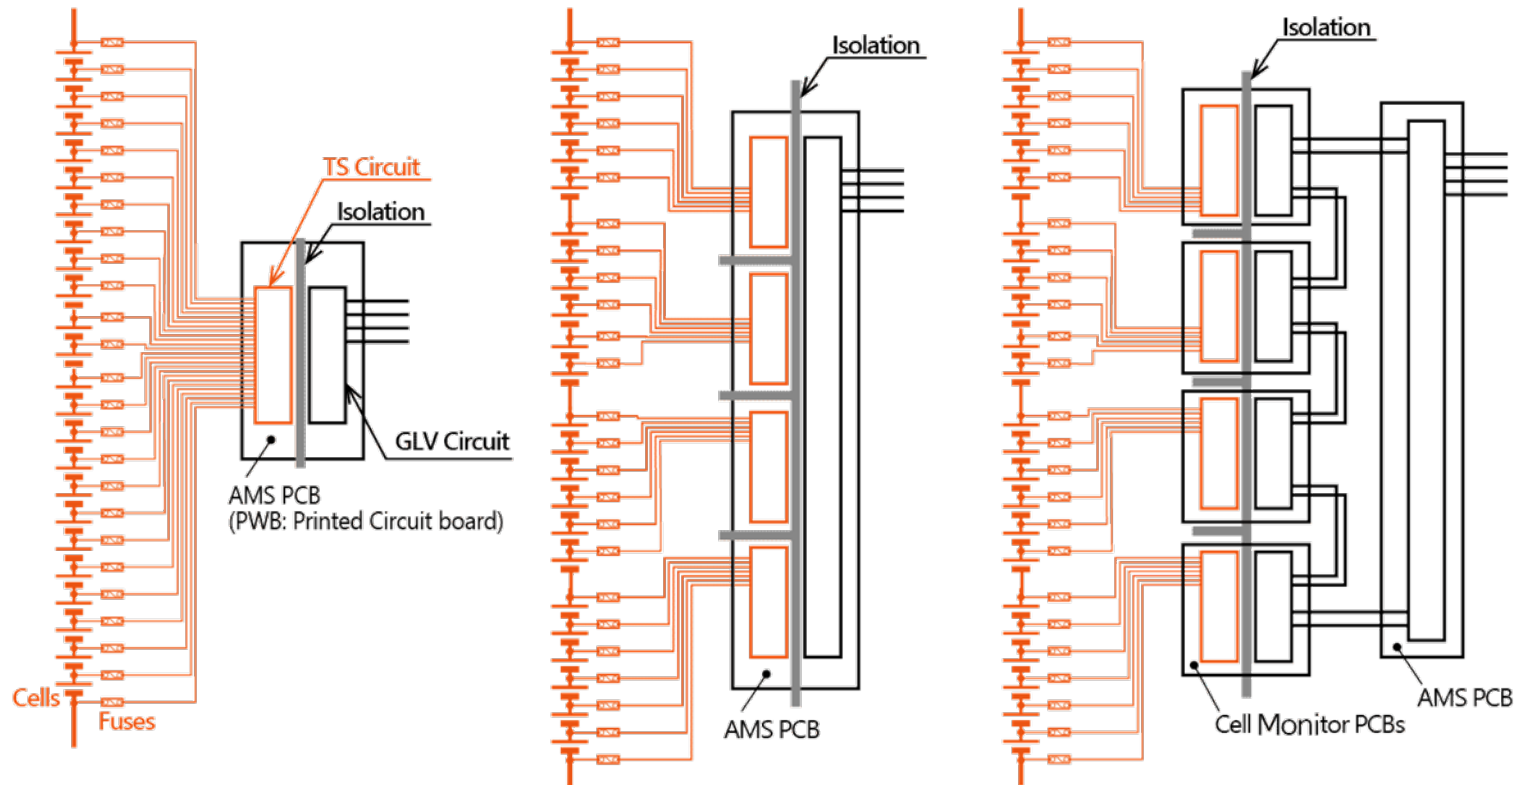 TS Circuit
Isolation
GLV Circuit
AMS PCB
(PWB: Printed Circuit board)
Cells
Fuses
Isolation
AMS PCB
Isolation
AMS PCB
Cell Monitor PCBs